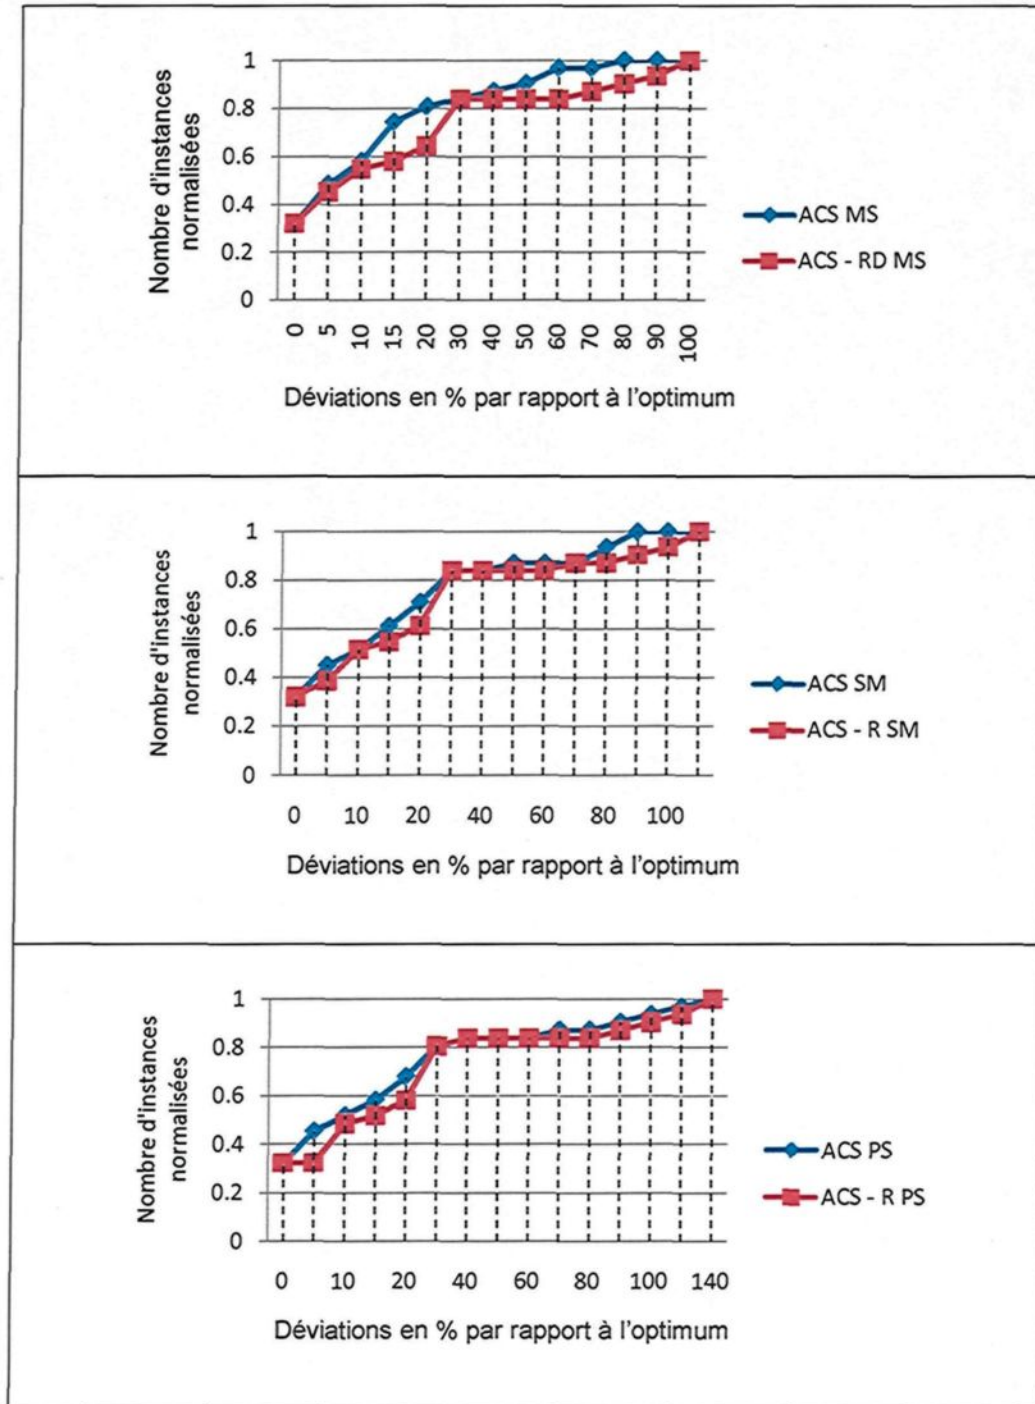 Nombre d'instances
normalisées
1
0.8
0.6
0.4
0.2
0
0 5 10 15 20 30 40 50 60 70 80 90 100
Déviations en % par rapport à l'optimum
ACS MS
ACS - RD MS
Nombre d'instances
normalisées
1
0.8
0.6
0.4
0.2
0
0 10 20 40 60 80 100
Déviations en % par rapport à l'optimum
ACS SM
ACS - R SM
Nombre d'instances
normalisées
1
0.8
0.6
0.4
0.2
0
0 10 20 40 60 80 100 140
Déviations en % par rapport à l'optimum
ACS PS
ACS - R PS